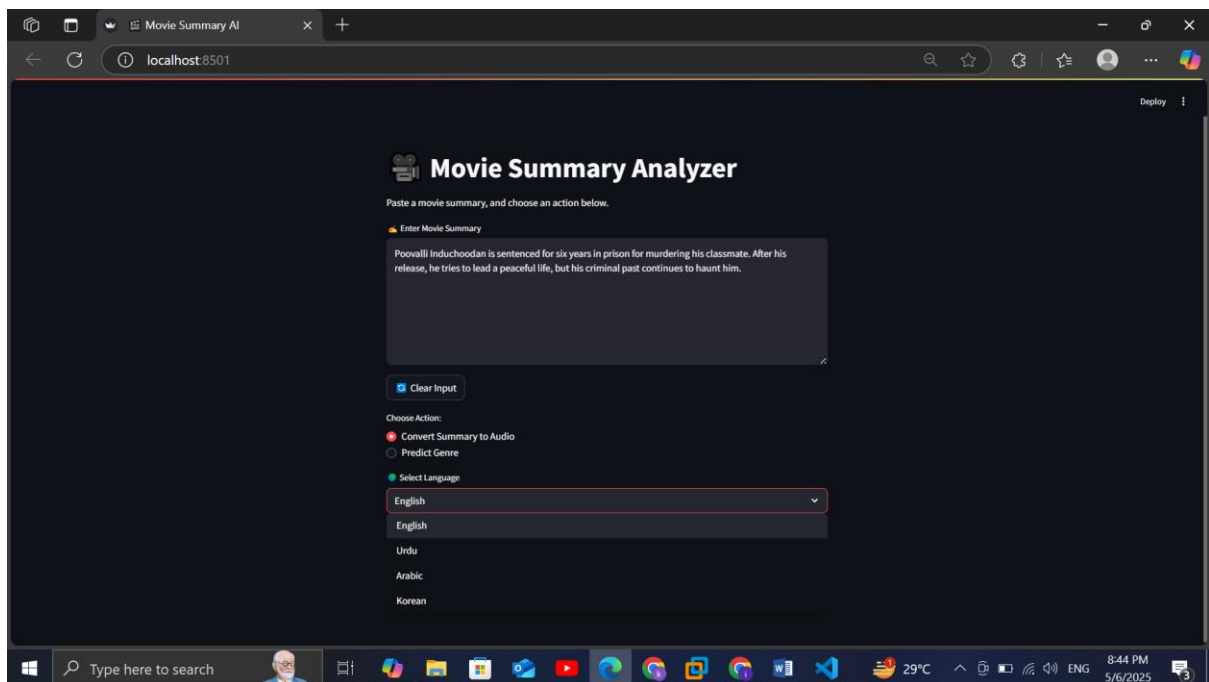 Movie Summary AI
localhost:8501
Deploy
Movie Summary Analyzer
Paste a movie summary, and choose an action below.
Enter Movie Summary
Poovalli Induchoodan is sentenced for six years in prison for murdering his classmate. After his
release, he tries to lead a peaceful life, but his criminal past continues to haunt him.
Clear Input
Choose Action:
Convert Summary to Audio
Predict Genre
Select Language
English
English
Urdu
Arabic
Korean
Type here to search
29°C
ENG
8:44 PM
5/6/2025
3